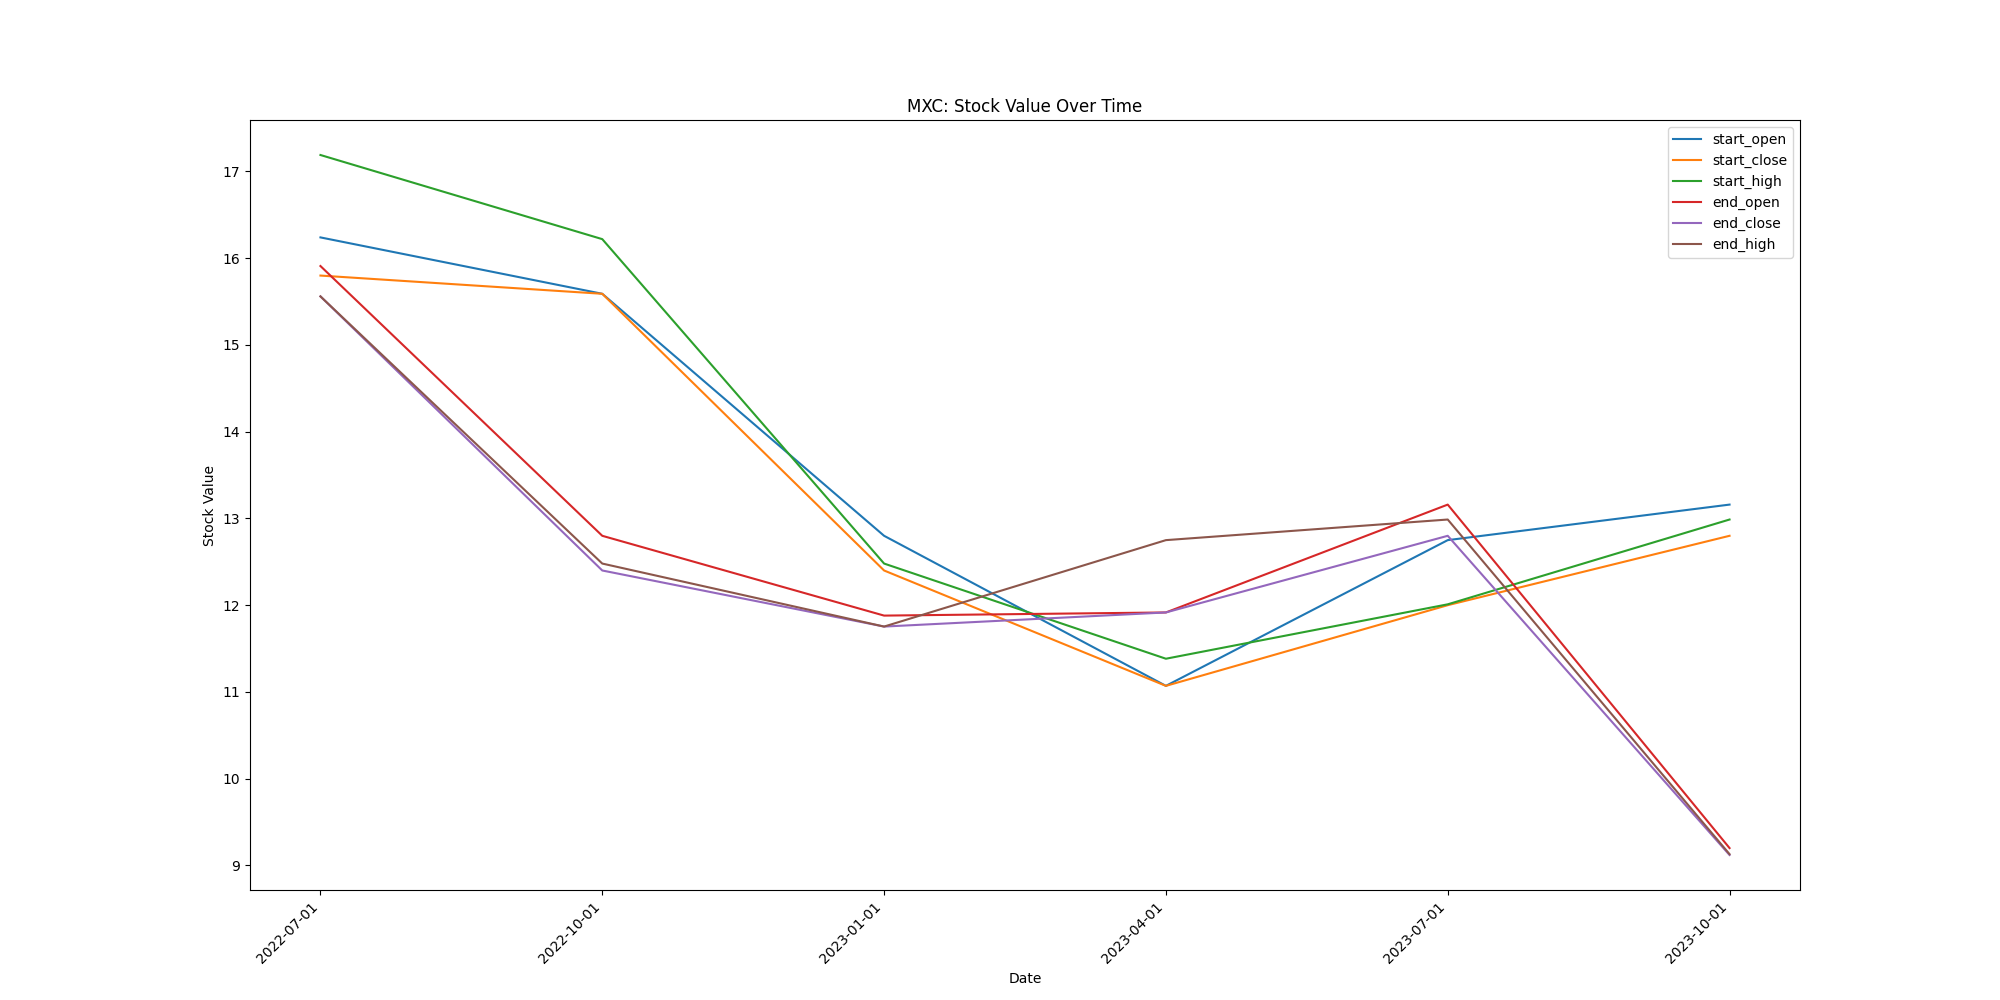 MXC: Stock Value Over Time
start_open
start_close
start_high
end_open
end_close
end_high
Stock Value
17
16
15
14
13
12
11
10
9
2022-07-01
2022-10-01
2023-01-01
2023-04-01
2023-07-01
2023-10-01
Date